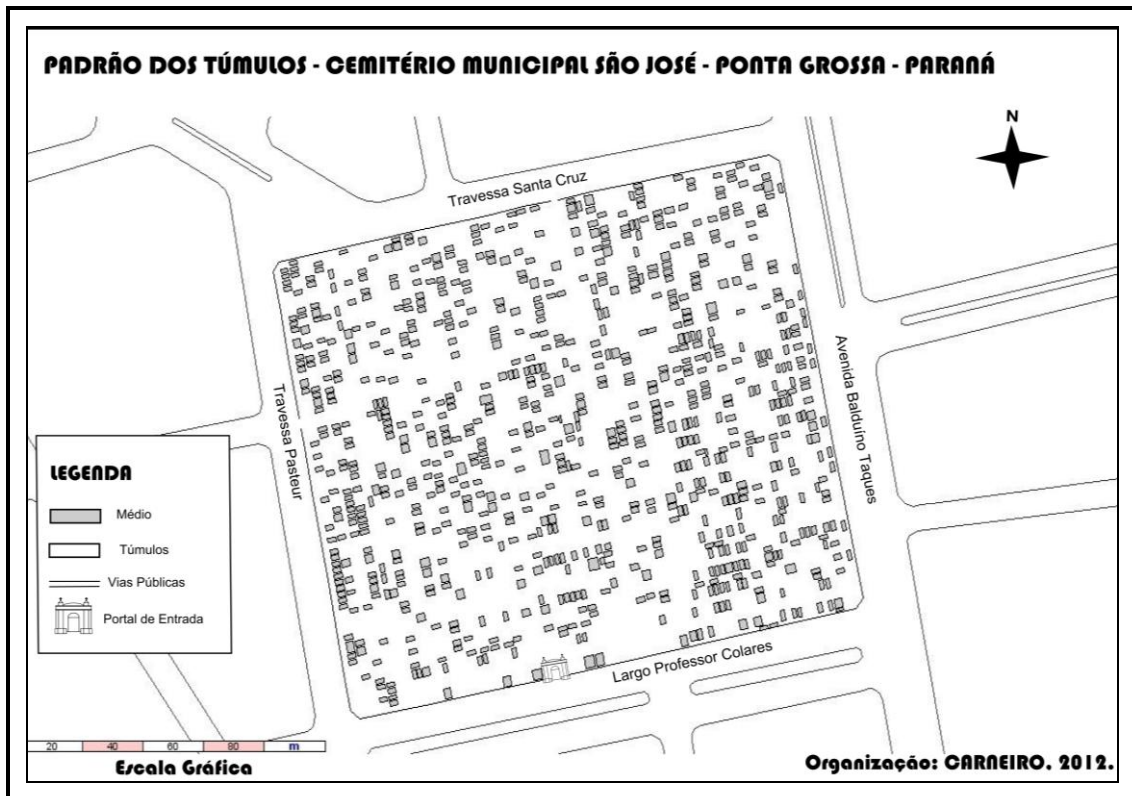 PADRÃO DOS TÚMULOS - CEMITÉRIO MUNICIPAL SÃO JOSÉ - PONTA GROSSA - PARANÁ
N
Travessa Santa Cruz
Avenida Balduíno Taques
Travessa Pasteur
LEGENDA
Médio
Túmulos
Vias Públicas
Portal de Entrada
Largo Professor Colares
20 40 60 80 m
Escala Gráfica
Organização: CARNEIRO. 2012.